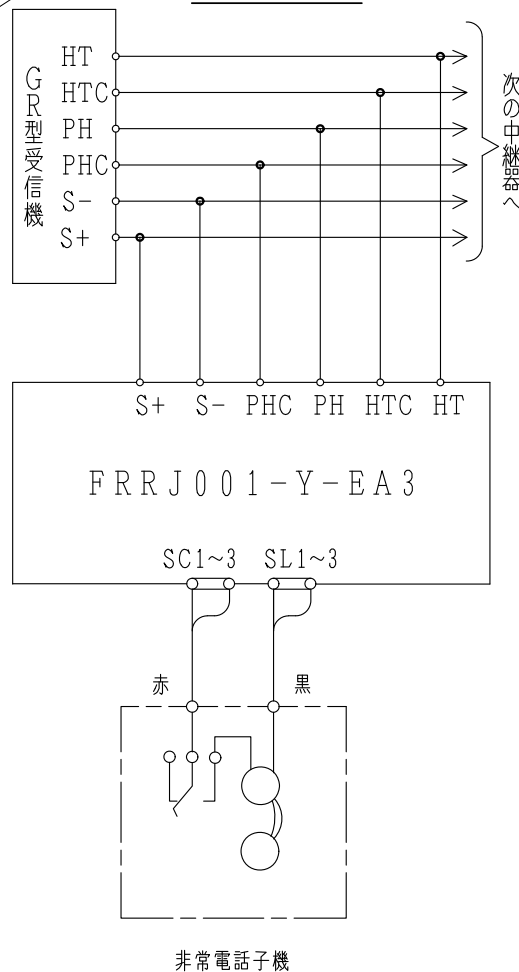 GR型受信機
HT
HTC
PH
PHC
S-
S+
次の中継器へ
S+ S- PHC PH HTC HT
FRRJ001-Y-EA3
SC1~3 SL1~3
赤 黒
非常電話子機